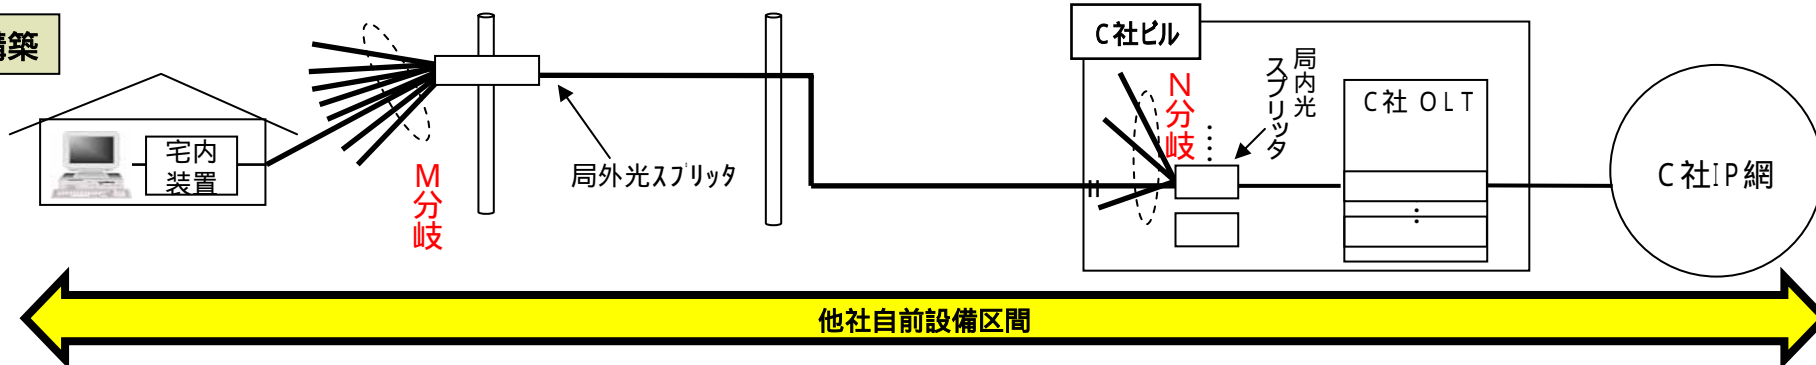 構築
C社ビル
局内光
スプリッタ
N分岐
C社 OLT
宅内
装置
M分岐
局外光スプリッタ
C社IP網
他社自前設備区間